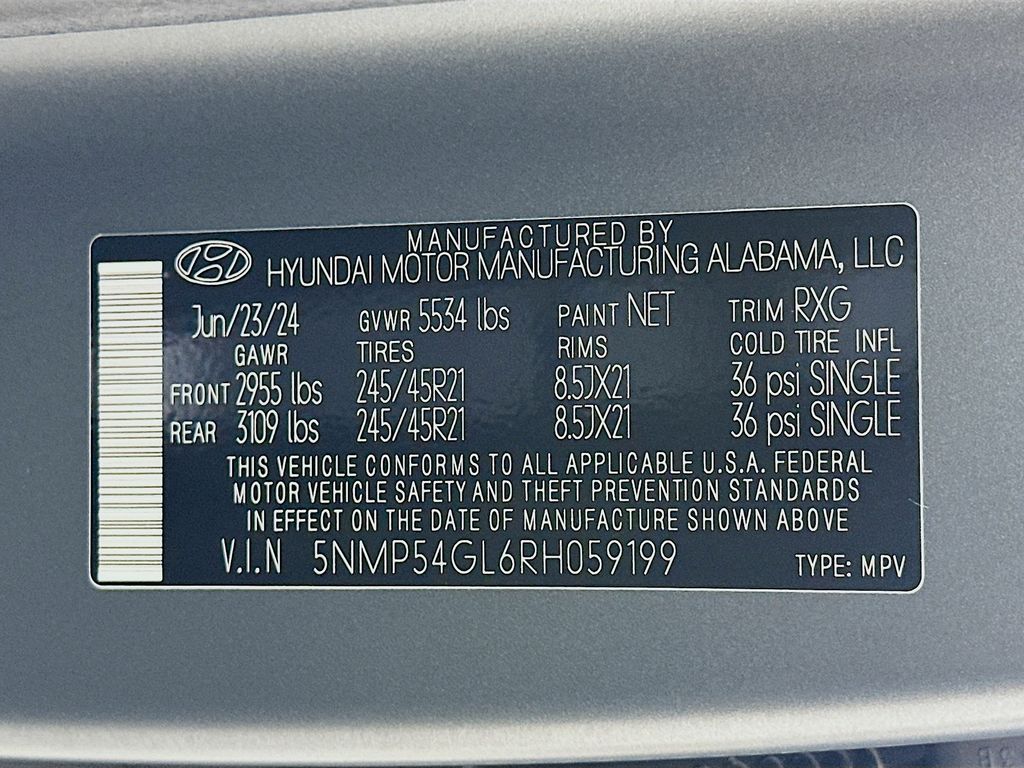 MANUFACTURED BY
HYUNDAI MOTOR MANUFACTURING ALABAMA, LLC
Jun/23/24 GVWR 5534 lbs PAINT NET TRIM RXG
GAWR TIRES RIMS COLD TIRE INFL
FRONT 2955 lbs 245/45R21 8.5JX21 36 psi SINGLE
REAR 3109 lbs 245/45R21 8.5JX21 36 psi SINGLE
THIS VEHICLE CONFORMS TO ALL APPLICABLE U.S.A. FEDERAL
MOTOR VEHICLE SAFETY AND THEFT PREVENTION STANDARDS
IN EFFECT ON THE DATE OF MANUFACTURE SHOWN ABOVE
V.I.N 5NMP54GL6RH059199 TYPE: MPV